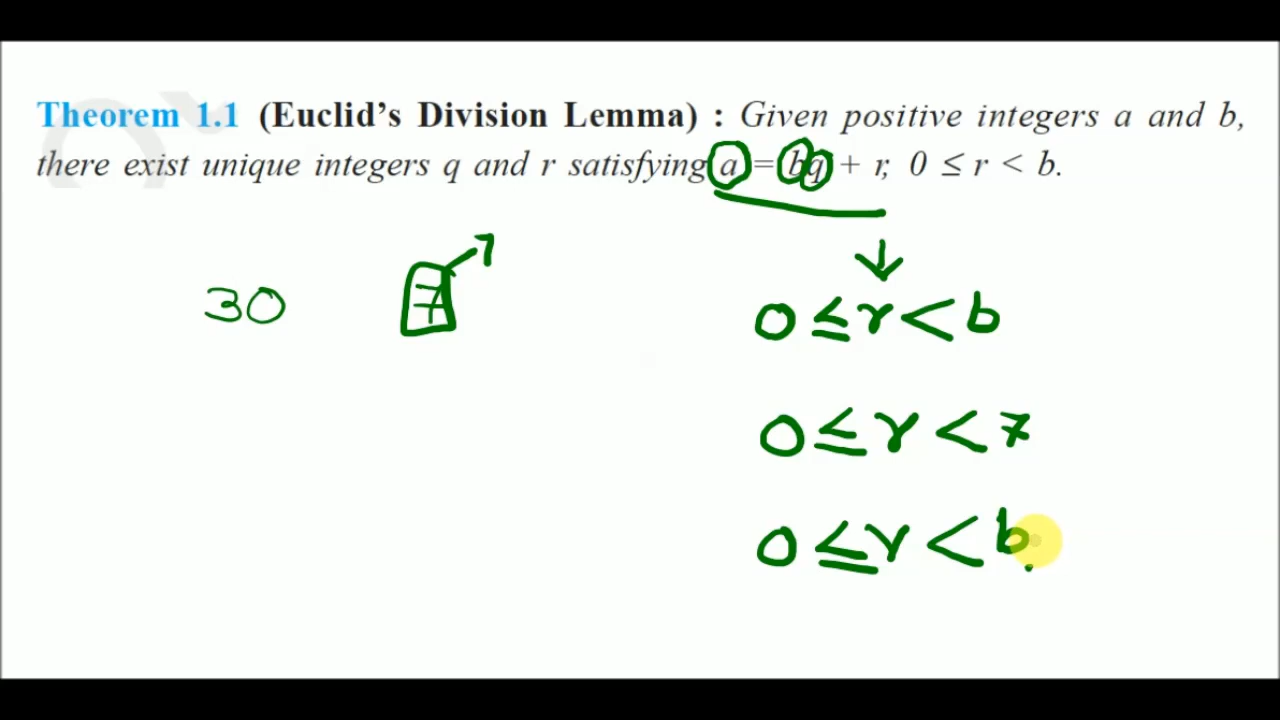 Theorem 1.1 (Euclid's Division Lemma) : Given positive integers a and b,
there exist unique integers q and r satisfying a = bq + r, 0 ≤ r < b.
30 7 7
0 ≤ r < b
0 ≤ r < 7
0 ≤ r < b